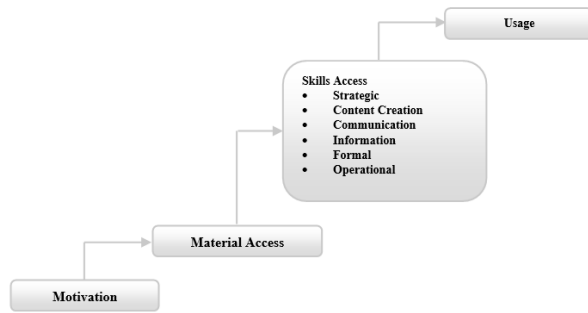 Usage
Skills Access
• Strategic
• Content Creation
• Communication
• Information
• Formal
• Operational
Material Access
Motivation